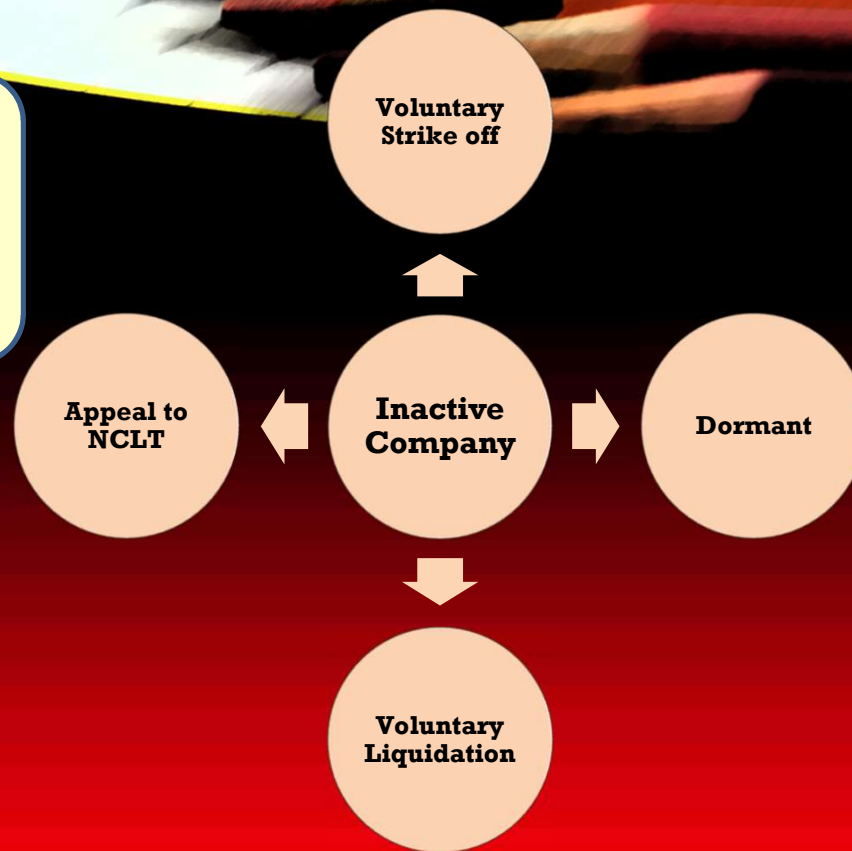 Voluntary
Strike off
Appeal to
NCLT
Inactive
Company
Dormant
Voluntary
Liquidation